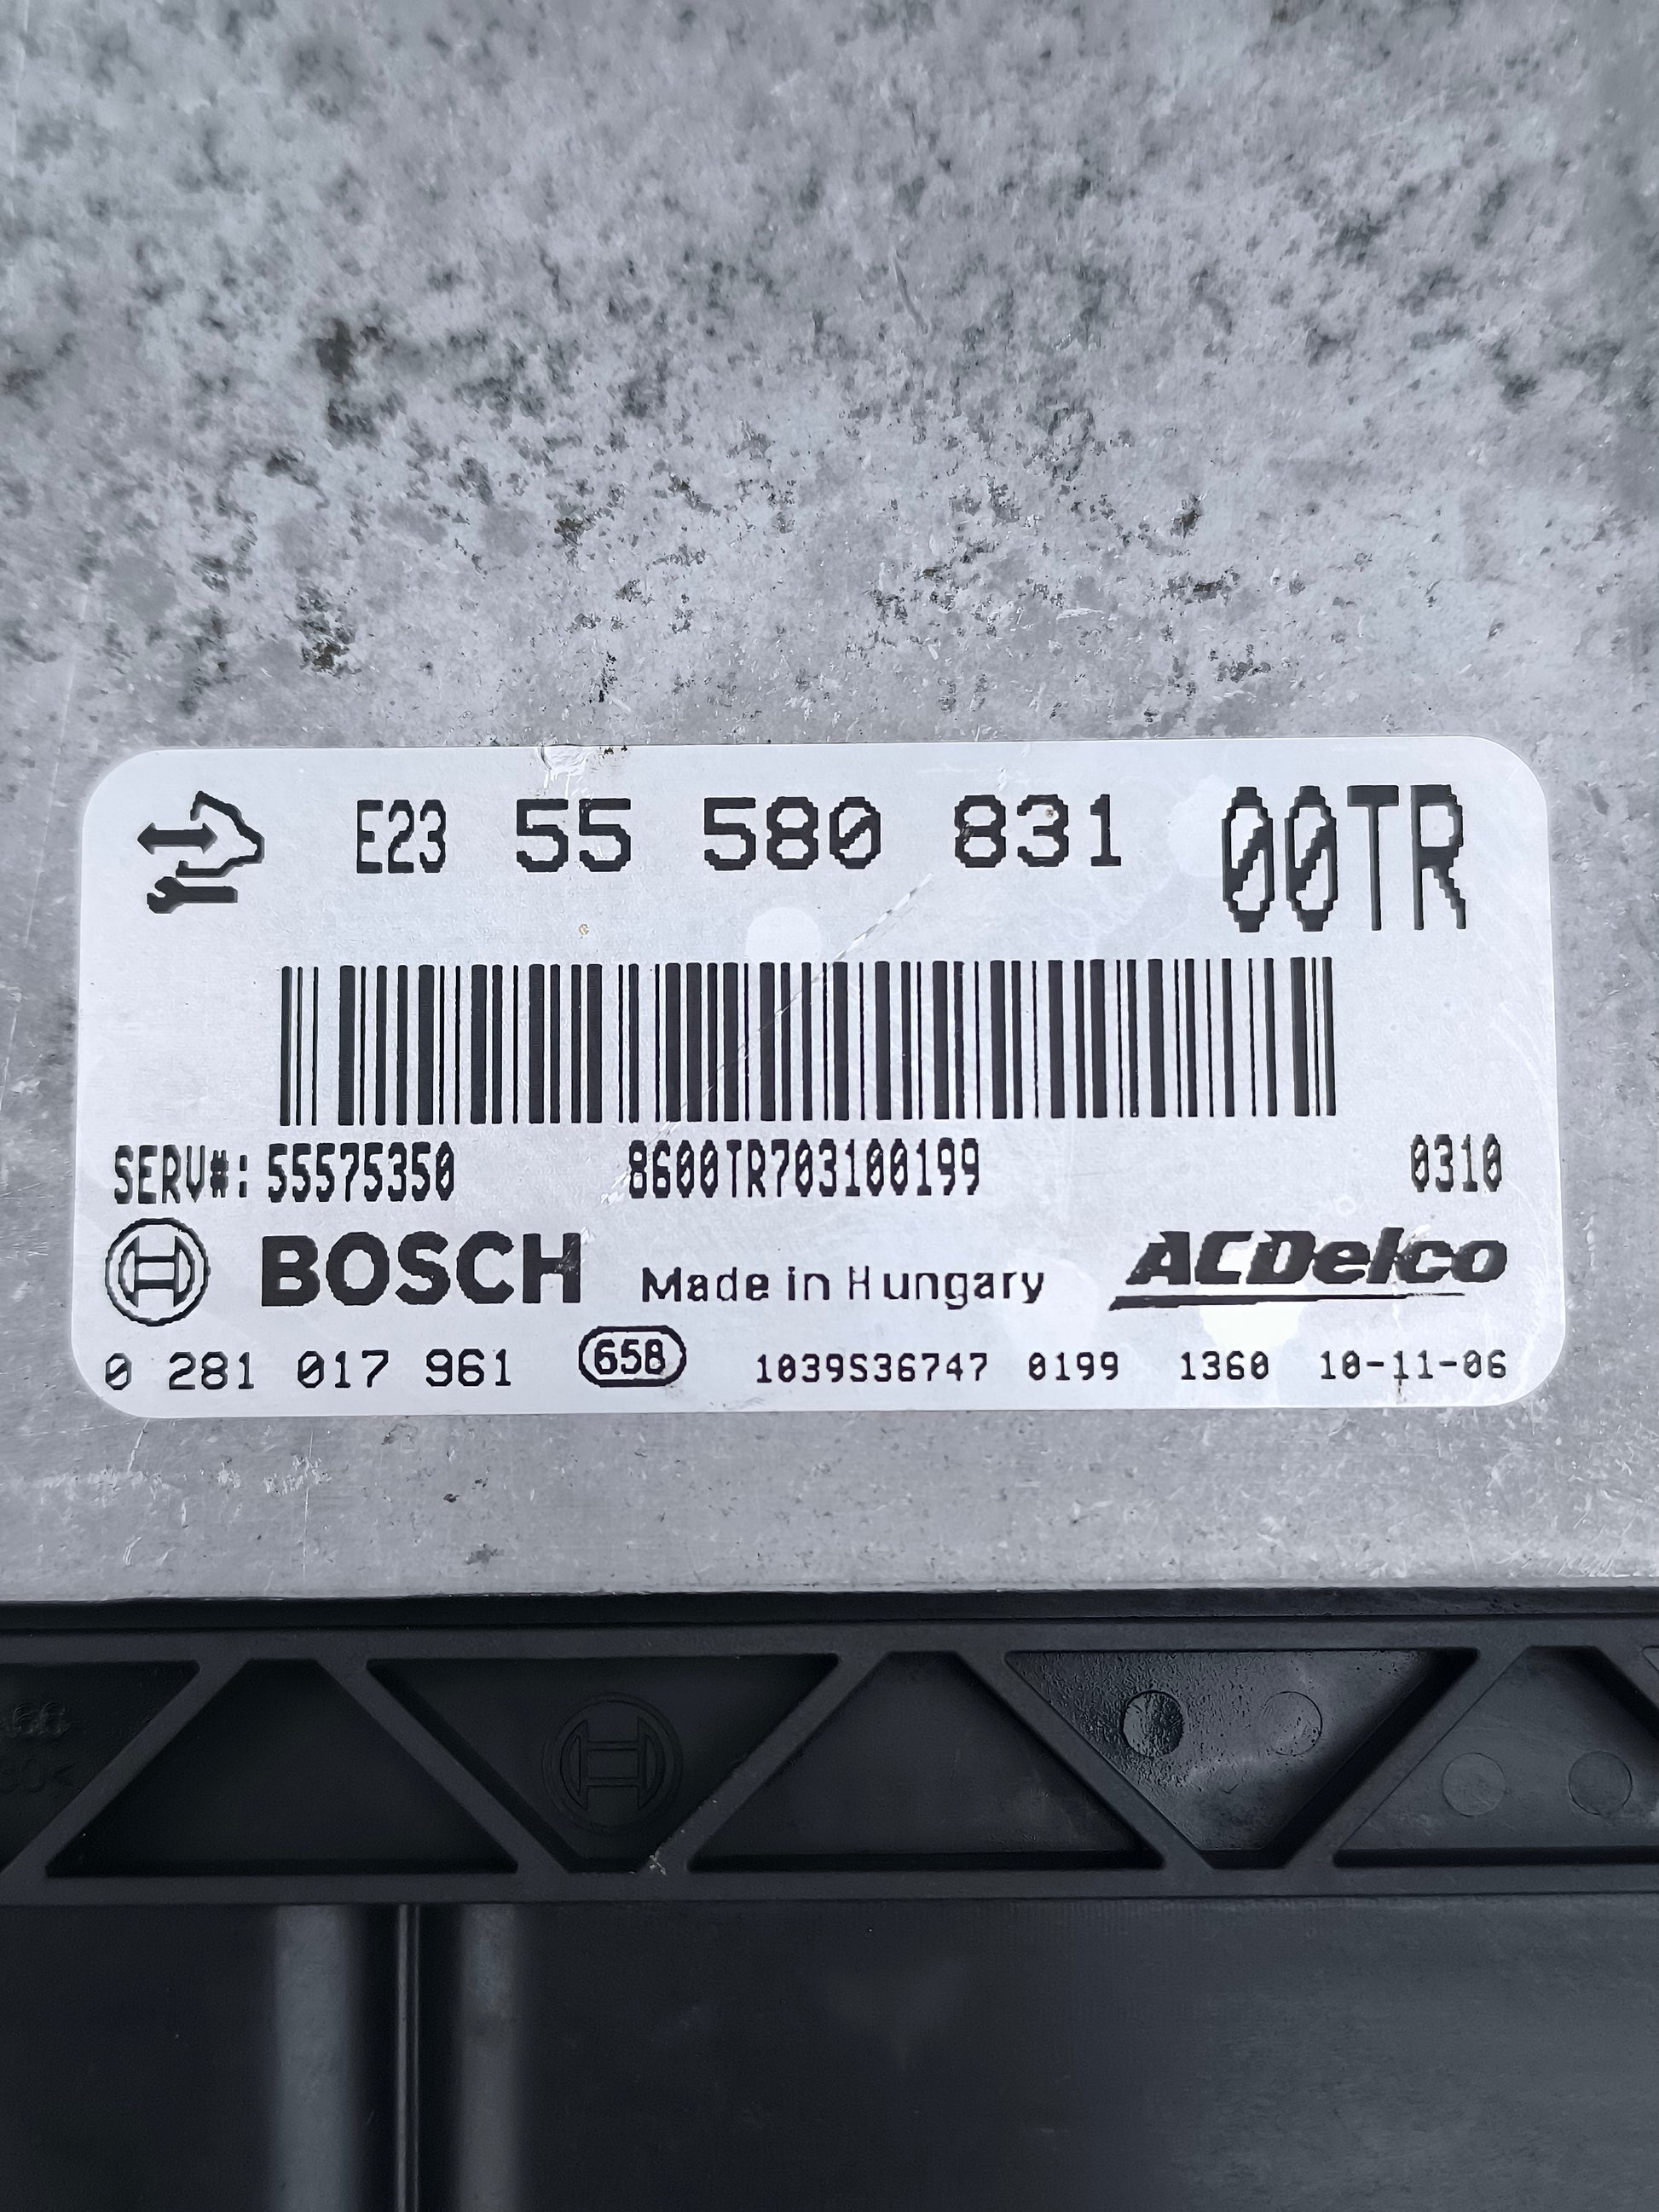 E23 55 580 831 00TR
SERV#: 55575350 8600TR703100199 0310
BOSCH Made in Hungary ACDelco
0 281 017 961 658 1039S36747 0199 1360 10-11-06